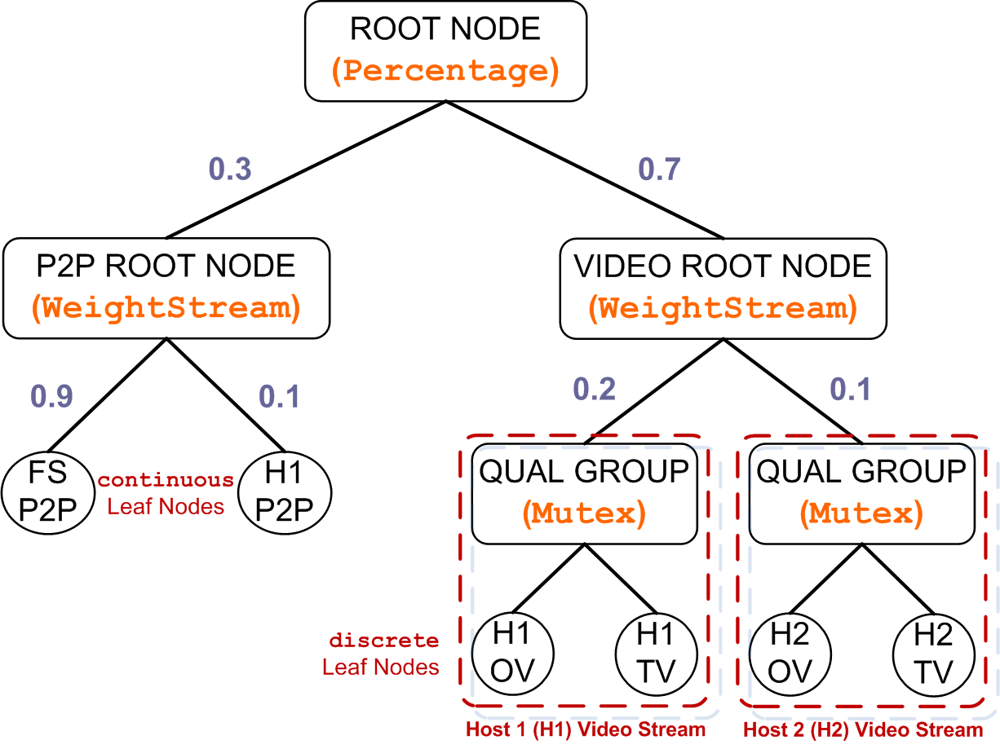 ROOT NODE
(Percentage)
0.3
0.7
P2P ROOT NODE
(WeightStream)
VIDEO ROOT NODE
(WeightStream)
0.9
0.1
0.2
0.1
FS
P2P
continuous
Leaf Nodes
H1
P2P
QUAL GROUP
(Mutex)
QUAL GROUP
(Mutex)
discrete
Leaf Nodes
H1
OV
H1
TV
H2
OV
H2
TV
Host 1 (H1) Video Stream
Host 2 (H2) Video Stream